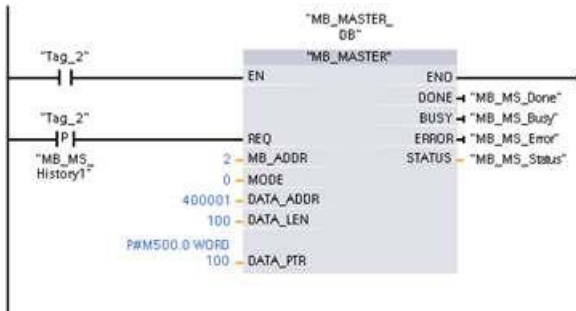 "MB_MASTER_
DB"
"Tag_2"
"MB_MASTER"
EN
ENO
DONE
"MB_MS_Done"
BUSY
"MB_MS_Busy"
"Tag_2"
P
REQ
ERROR
"MB_MS_Error"
"MB_MS_
History1"
2
MB_ADDR
STATUS
"MB_MS_Status"
0
MODE
400001
DATA_ADDR
100
DATA_LEN
P#M500.0 WORD
100
DATA_PTR